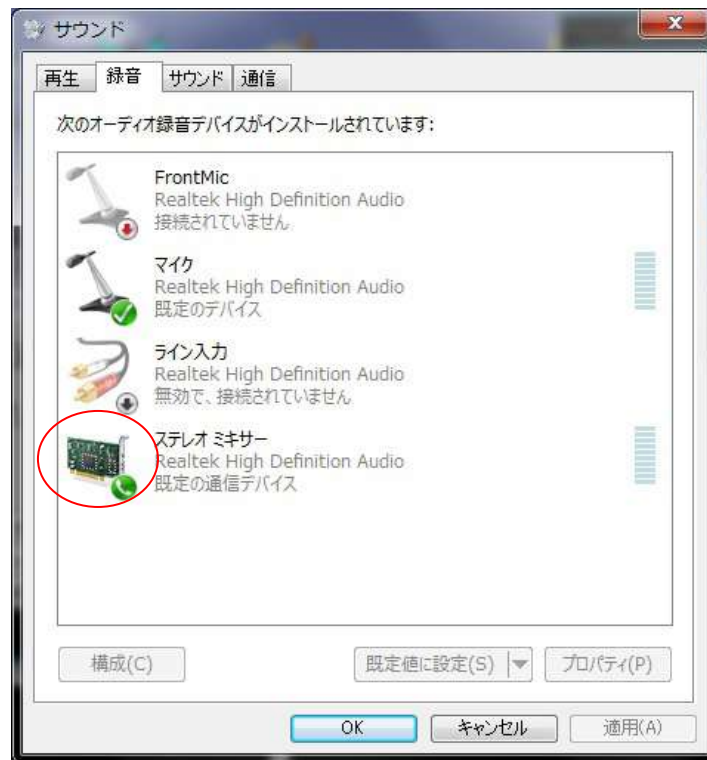 サウンド
再生 録音 サウンド 通信
次のオーディオ録音デバイスがインストールされています:
FrontMic
Realtek High Definition Audio
接続されていません
マイク
Realtek High Definition Audio
既定のデバイス
ライン入力
Realtek High Definition Audio
無効で、接続されていません
ステレオ ミキサー
Realtek High Definition Audio
既定の通信デバイス
構成(C) 既定値に設定(S) プロパティ(P)
OK キャンセル 適用(A)